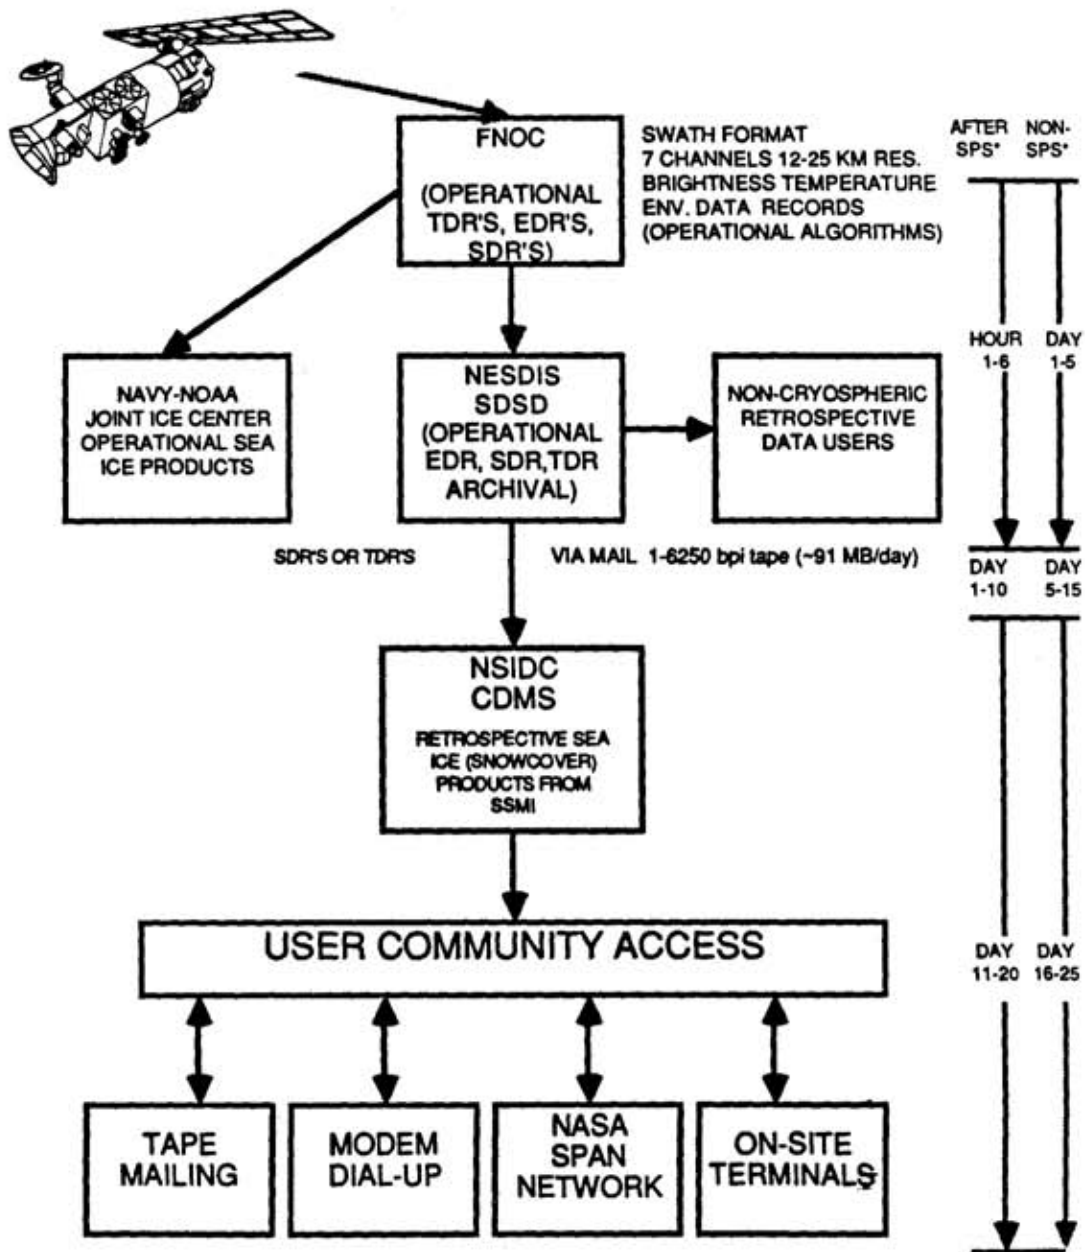 FNOC
(OPERATIONAL
TDR'S, EDR'S,
SDR'S)
SWATH FORMAT
7 CHANNELS 12-25 KM RES.
BRIGHTNESS TEMPERATURE
ENV. DATA RECORDS
(OPERATIONAL ALGORITHMS)
AFTER
SPS*
NON-
SPS*
NAVY-NOAA
JOINT ICE CENTER
OPERATIONAL SEA
ICE PRODUCTS
NESDIS
SDSD
(OPERATIONAL
EDR, SDR,TDR
ARCHIVAL)
NON-CRYOSPHERIC
RETROSPECTIVE
DATA USERS
HOUR
1-6
DAY
1-5
SDR'S OR TDR'S
VIA MAIL 1-6250 bpi tape (~91 MB/day)
DAY
1-10
DAY
5-15
NSIDC
CDMS
RETROSPECTIVE SEA
ICE (SNOWCOVER)
PRODUCTS FROM
SSMI
USER COMMUNITY ACCESS
DAY
11-20
DAY
16-25
TAPE
MAILING
MODEM
DIAL-UP
NASA
SPAN
NETWORK
ON-SITE
TERMINALS